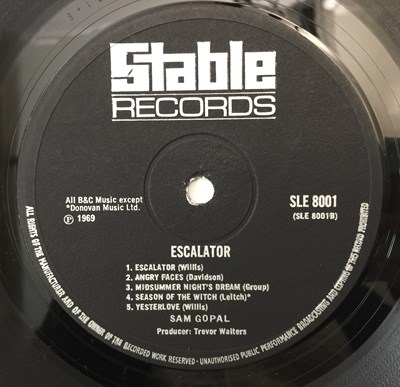 Stable
RECORDS
All B&C Music except
*Donovan Music Ltd.
Ⓟ 1969
SLE 8001
(SLE 8001B)
ESCALATOR
1. ESCALATOR (Willis)
2. ANGRY FACES (Davidson)
3. MIDSUMMER NIGHT'S DREAM (Group)
4. SEASON OF THE WITCH (Leitch)*
5. YESTERLOVE (Willis)
SAM GOPAL
Producer: Trevor Walters
ALL RIGHTS OF THE MANUFACTURER AND OF THE OWNER OF THE RECORDED WORK RESERVED · UNAUTHORISED PUBLIC PERFORMANCE BROADCASTING AND COPYING OF THIS RECORD PROHIBITED